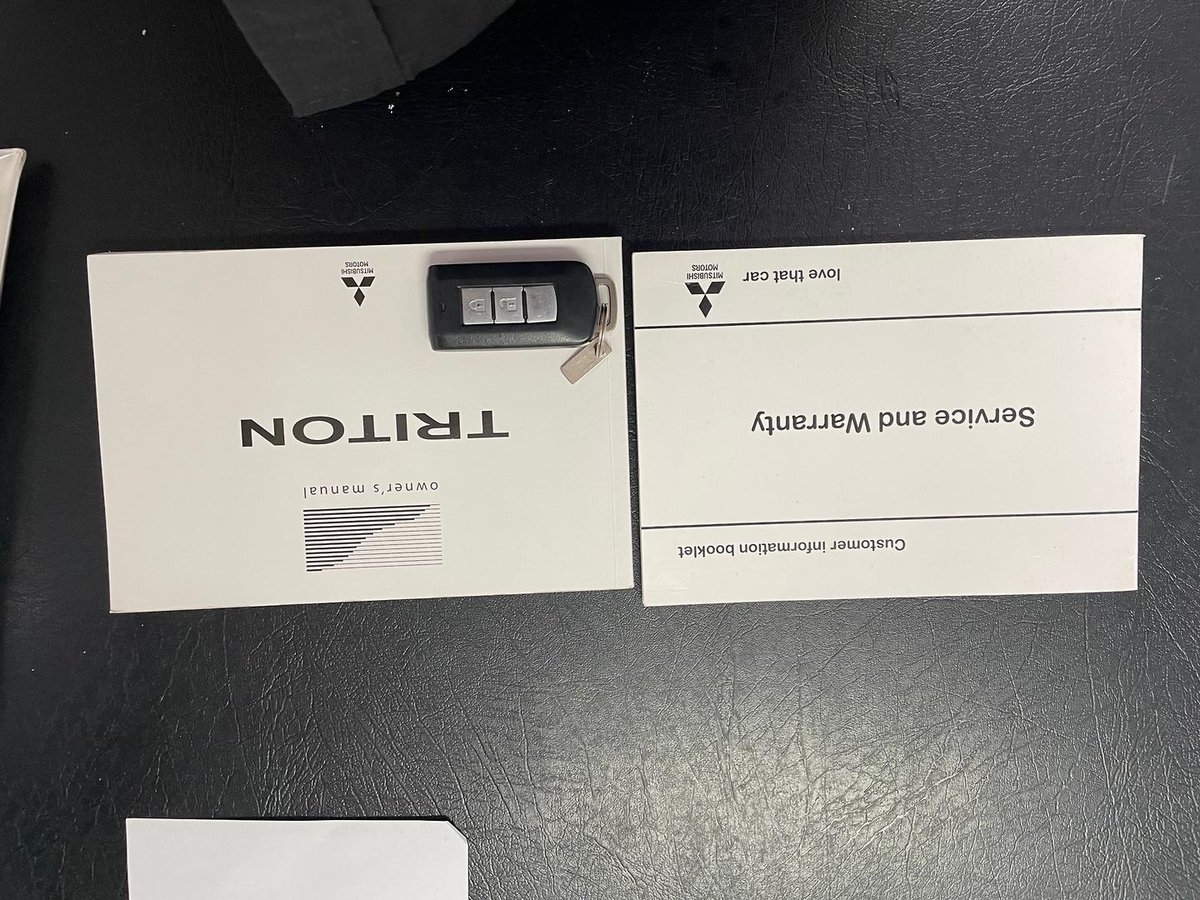 Customer information booklet
Service and Warranty
love that car
MITSUBISHI
MOTORS
owner's manual
TRITON
MITSUBISHI
MOTORS